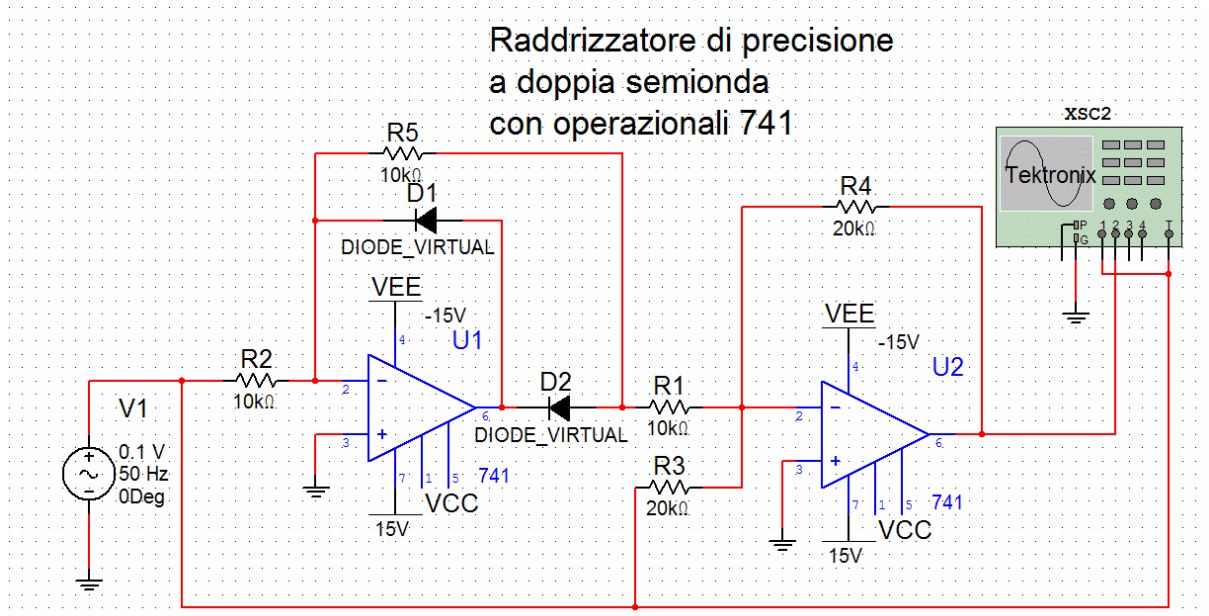 Raddrizzatore di precisione
a doppia semionda
con operazionali 741
XSC2
Tektronix
P
G
1 2 3 4 T
R5
10kΩ
D1
DIODE_VIRTUAL
R4
20kΩ
VEE
-15V
4
U1
VEE
-15V
4
U2
R2
10kΩ
2
3
6
D2
DIODE_VIRTUAL
R1
10kΩ
2
3
6
V1
0.1 V
50 Hz
0Deg
7 1 5 741
VCC
15V
R3
20kΩ
7 1 5 741
VCC
15V